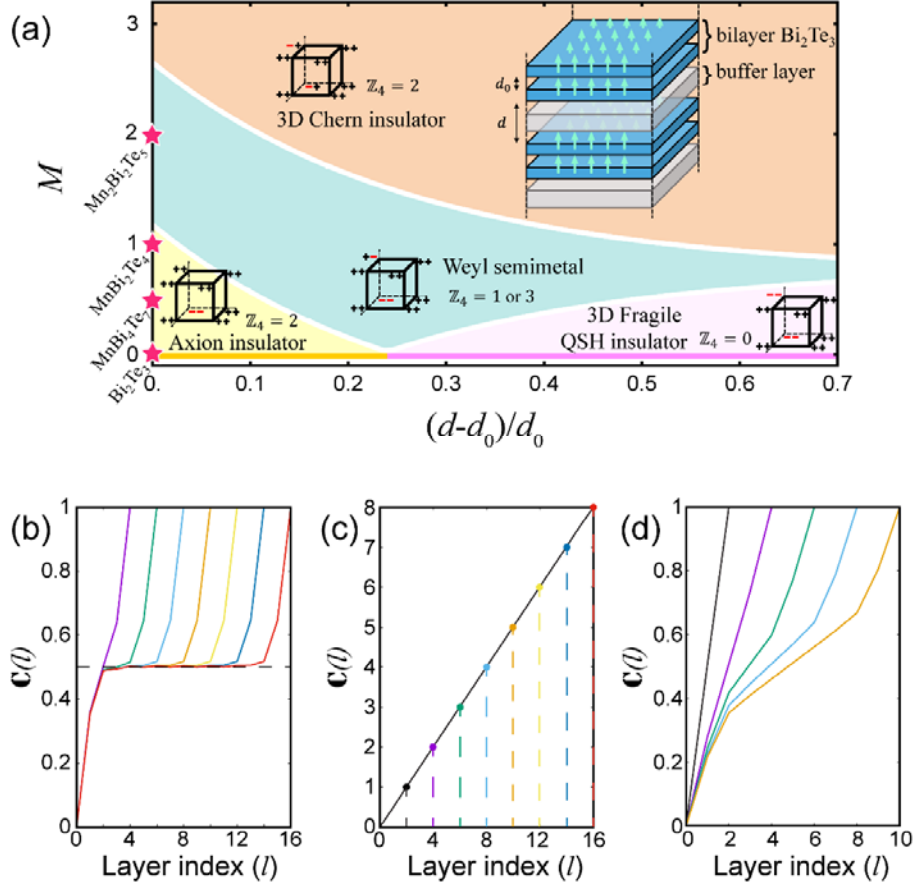 (a)
3
2
1
0
M
Mn₂Bi₂Te₅
MnBi₂Te₄
MnBi₄Te₇
Bi₂Te₃
ℤ₄ = 2
3D Chern insulator
bilayer Bi₂Te₃
buffer layer
d₀
d
Weyl semimetal
ℤ₄ = 1 or 3
ℤ₄ = 2
Axion insulator
3D Fragile
QSH insulator
ℤ₄ = 0
0. 0.1 0.2 0.3 0.4 0.5 0.6 0.7
(d-d₀)/d₀
(b)
1
0.8
0.6
0.4
0.2
0
C(l)
0 4 8 12 16
Layer index (l)
(c)
8
7
6
5
4
3
2
1
0
C(l)
0 4 8 12 16
Layer index (l)
(d)
1
0.8
0.6
0.4
0.2
0
C(l)
0 2 4 6 8 10
Layer index (l)